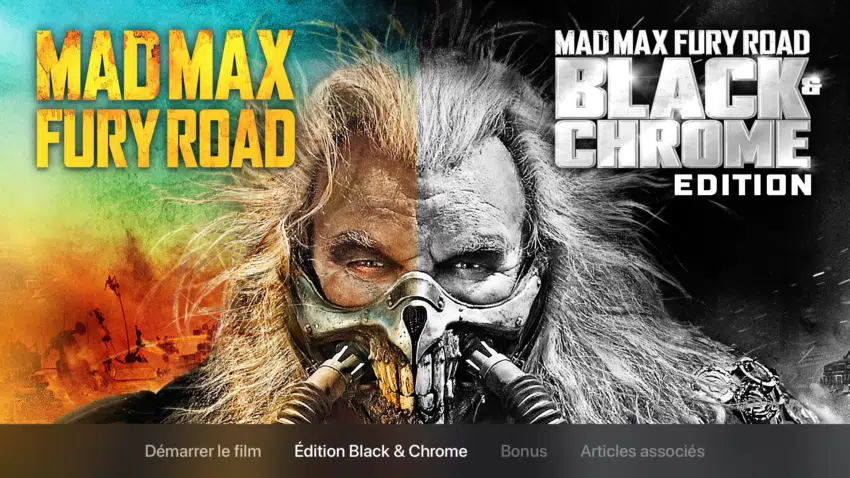 MAD MAX
FURY ROAD
MAD MAX FURY ROAD
BLACK &
CHROME
EDITION
Démarrer le film
Édition Black & Chrome
Bonus
Articles associés